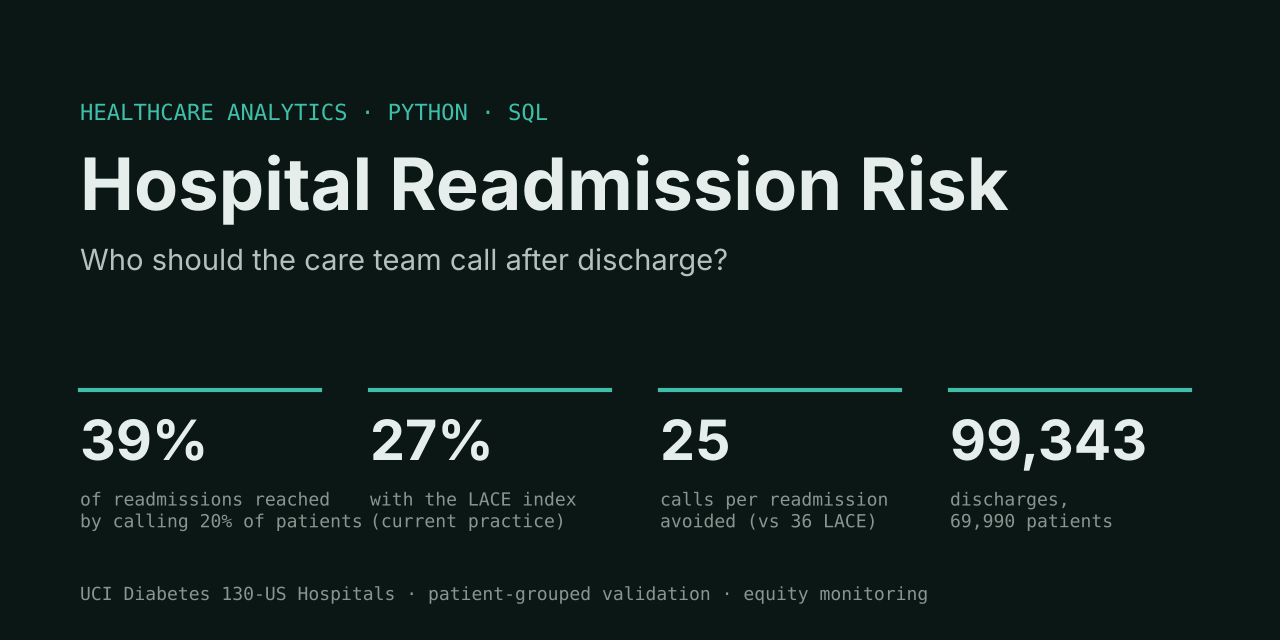 HEALTHCARE ANALYTICS · PYTHON · SQL
Hospital Readmission Risk
Who should the care team call after discharge?
39%
of readmissions reached
by calling 20% of patients
27%
with the LACE index
(current practice)
25
calls per readmission
avoided (vs 36 LACE)
99,343
discharges,
69,990 patients
UCI Diabetes 130-US Hospitals · patient-grouped validation · equity monitoring